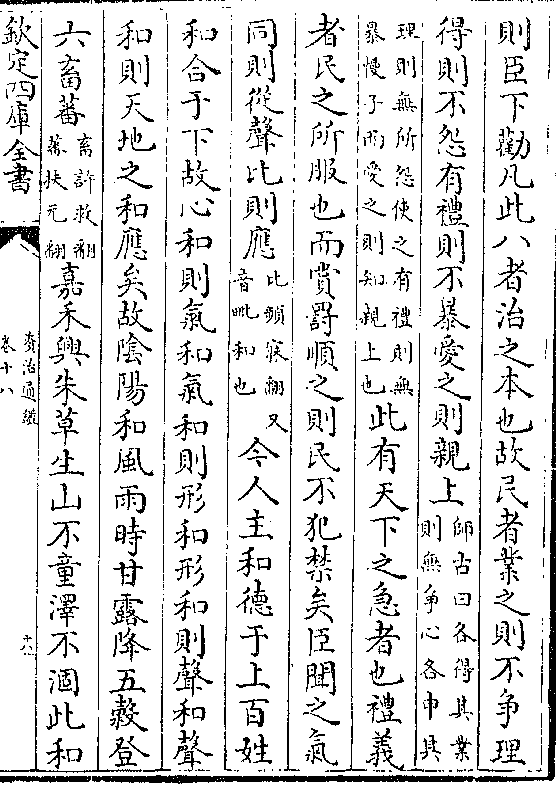 則臣下勸凡此八者治之本也故民者業之則不爭理
得則不怨有禮則不暴愛之則親上師古曰各得其業則無爭心各申其
理則無所怨使之有禮則無暴慢子而愛之則知親上也此有天下之急者也禮義
者民之所服也而賞罰順之則民不犯禁矣臣聞之氣
同則從聲比則應比頻寐翻又音毗和也今人主和德于上百姓
和合于下故心和則氣和氣和則形和形和則聲和聲
和則天地之和應矣故陰陽和風雨時甘露降五穀登
六畜蕃畜許救翻蕃扶元翻嘉禾興朱草生山不童澤不涸此和
欽定四庫全書
資治通鑑
卷十八
十八